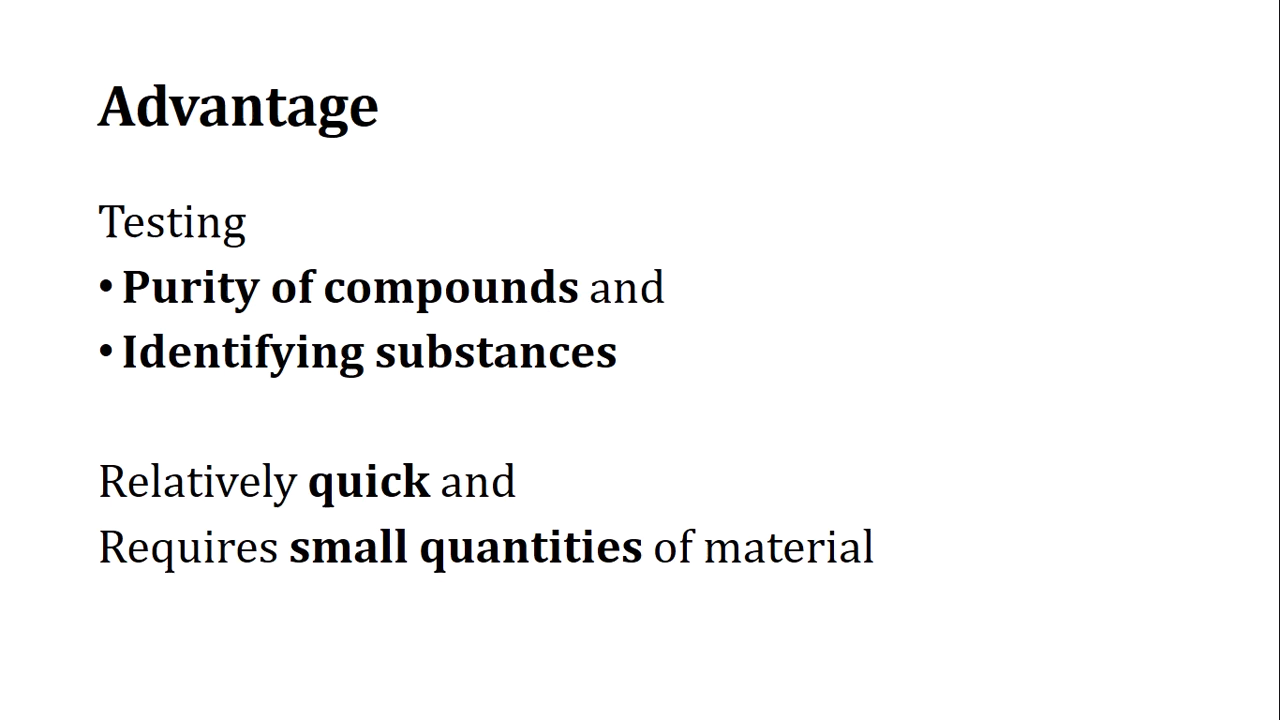 Advantage
Testing
• Purity of compounds and
• Identifying substances
Relatively quick and
Requires small quantities of material